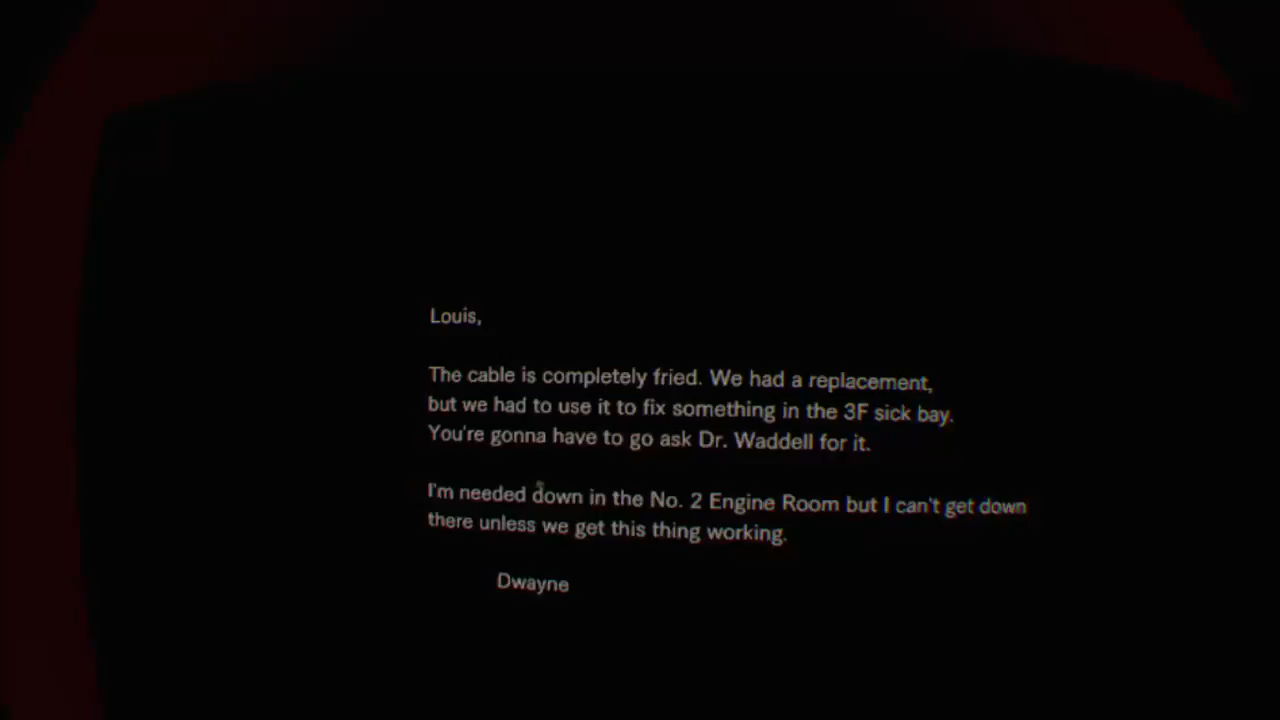 Louis,
The cable is completely fried. We had a replacement,
but we had to use it to fix something in the 3F sick bay.
You're gonna have to go ask Dr. Waddell for it.
I'm needed down in the No. 2 Engine Room but I can't get down
there unless we get this thing working.
Dwayne